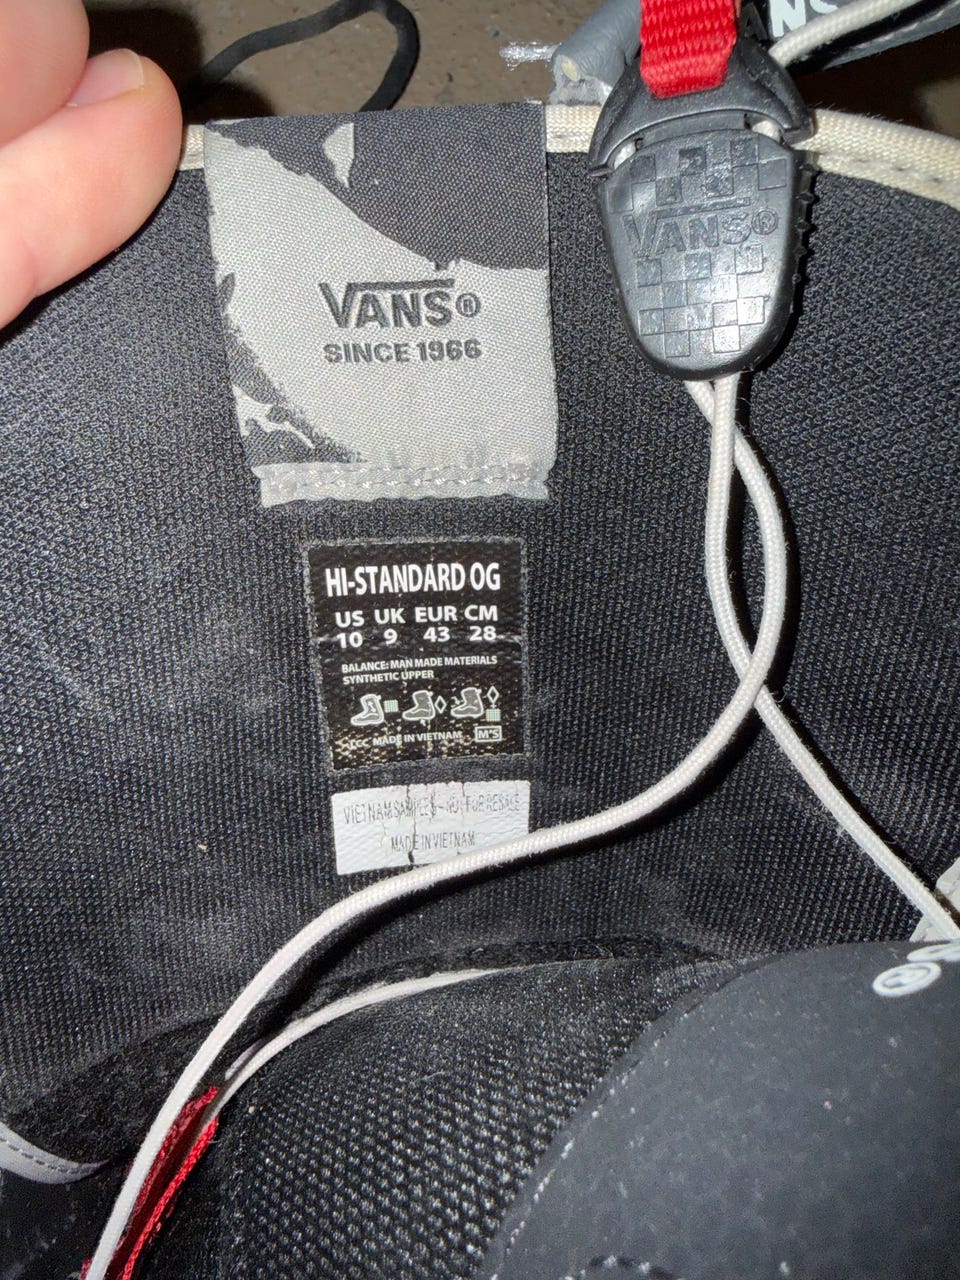 VANS®
VANS®
SINCE 1966
HI-STANDARD OG
US UK EUR CM
10 9 43 28
BALANCE: MAN MADE MATERIALS
SYNTHETIC UPPER
MADE IN VIETNAM M'S
VIETNAM SAMPLES - NOT FOR RESALE
MADE IN VIETNAM